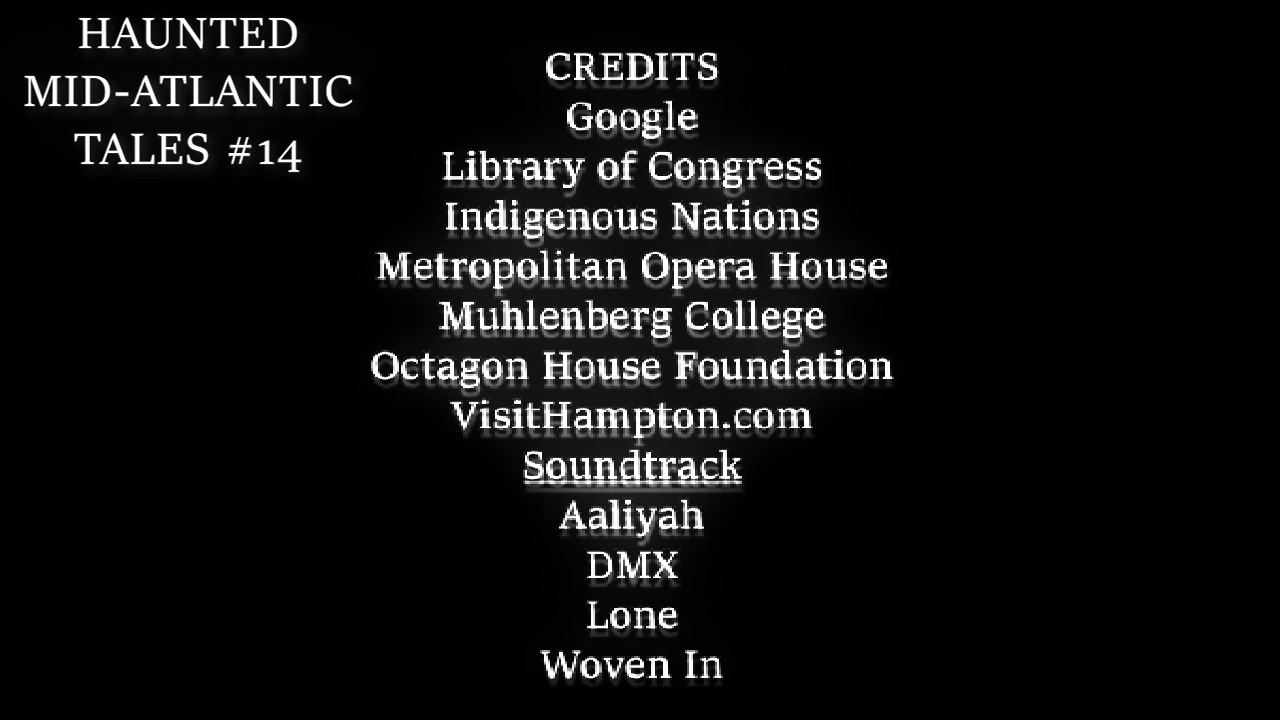 HAUNTED
MID-ATLANTIC
TALES #14
CREDITS
Google
Library of Congress
Indigenous Nations
Metropolitan Opera House
Muhlenberg College
Octagon House Foundation
VisitHampton.com
Soundtrack
Aaliyah
DMX
Lone
Woven In